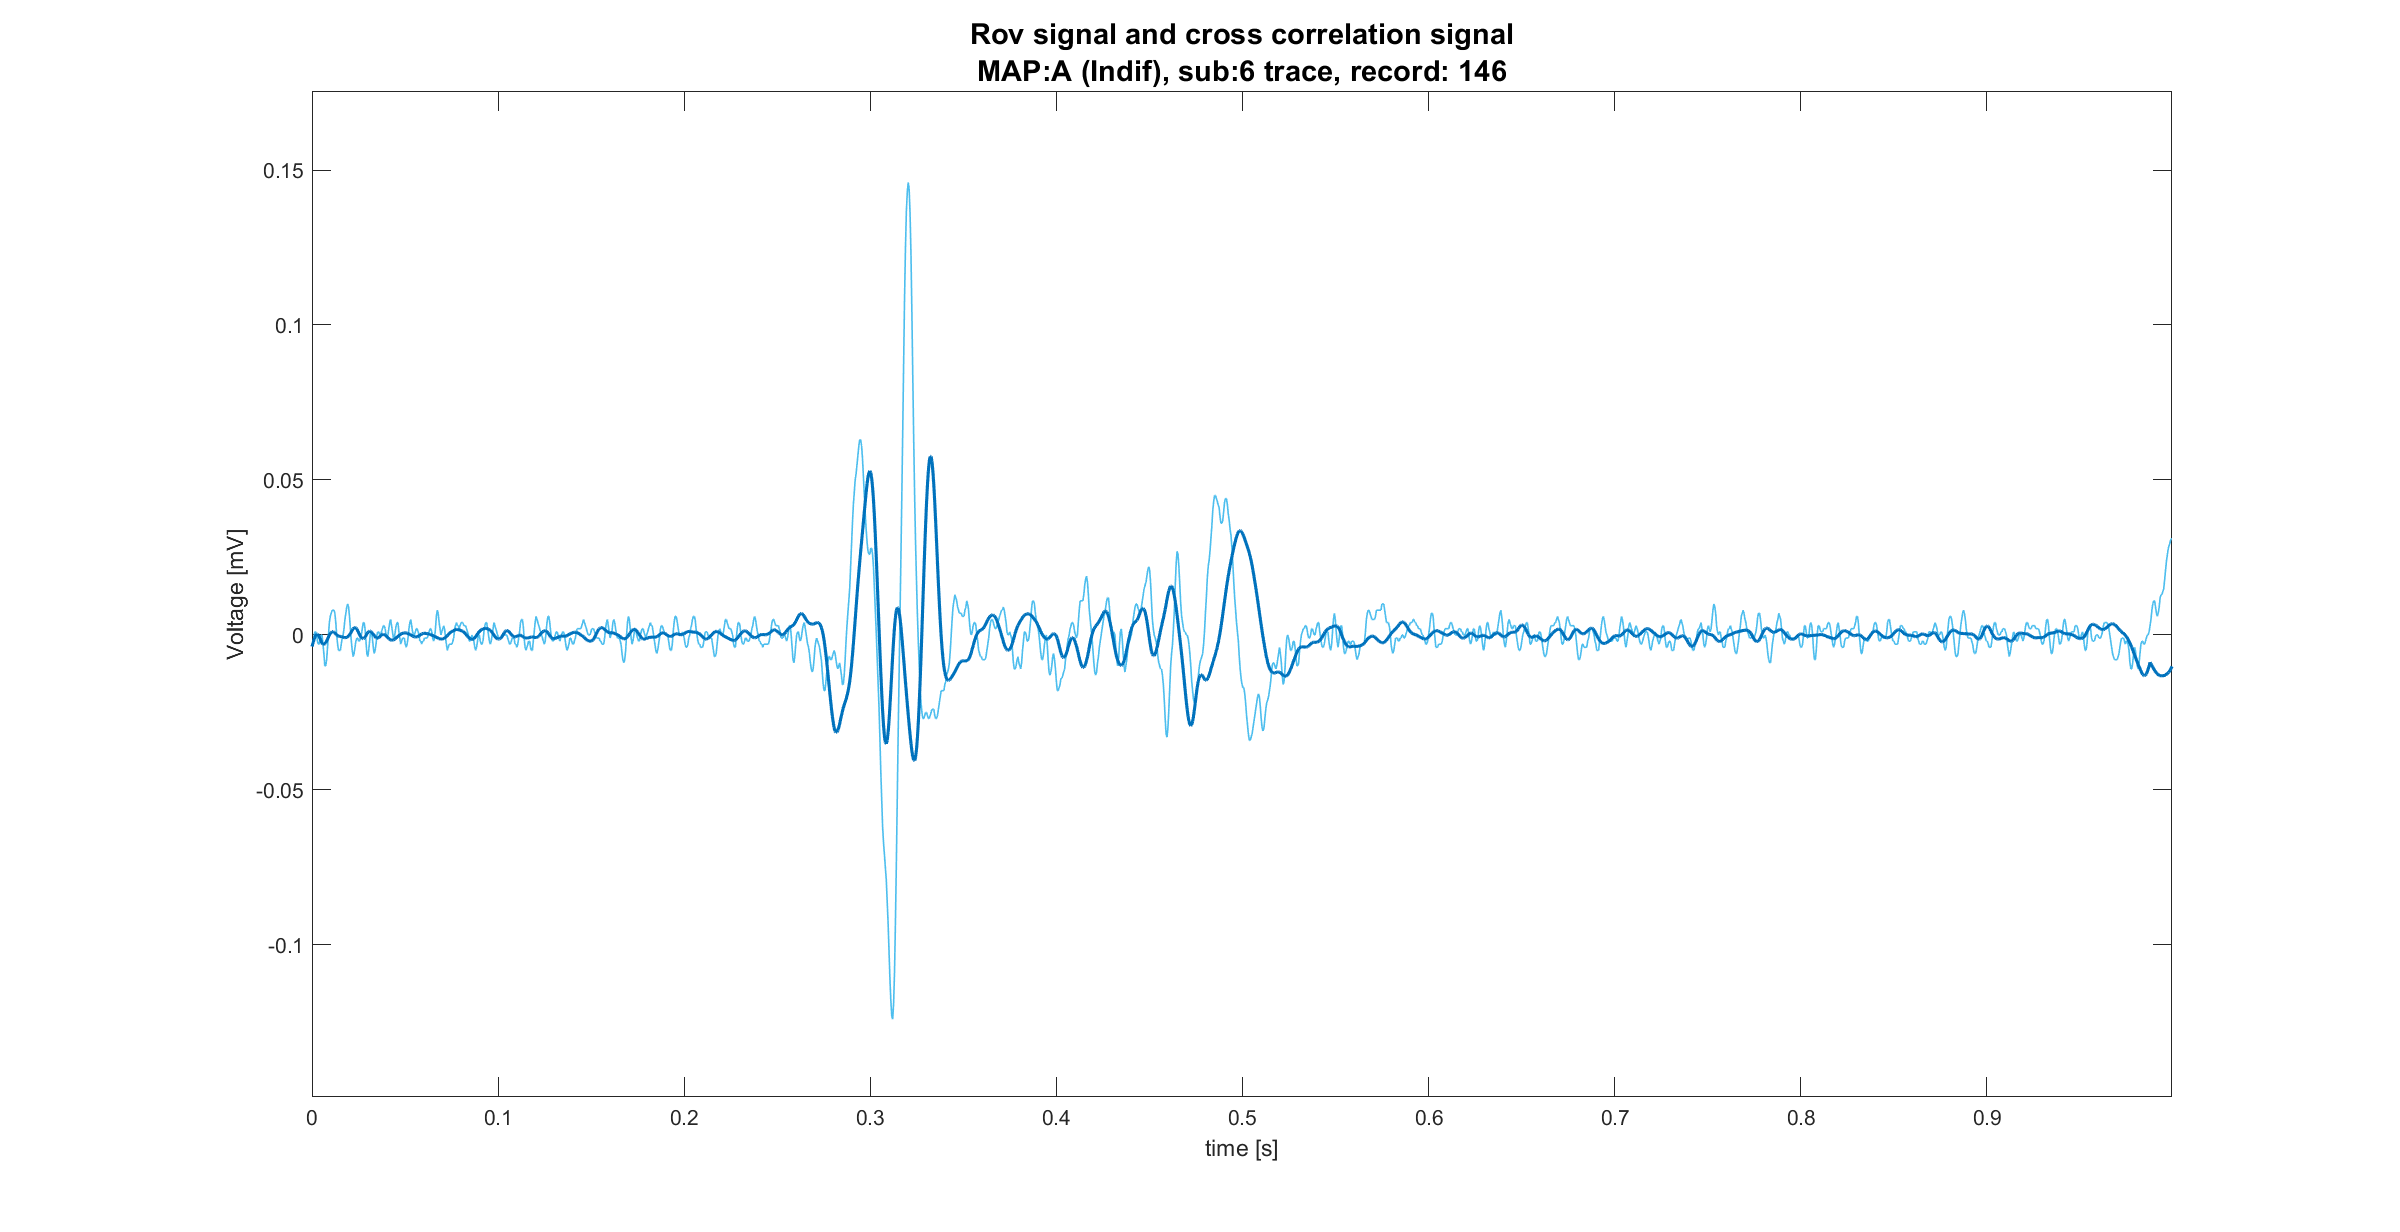 Rov signal and cross correlation signal
MAP:A (Indif), sub:6 trace, record: 146
0.15
0.1
0.05
0
-0.05
-0.1
Voltage [mV]
0 0.1 0.2 0.3 0.4 0.5 0.6 0.7 0.8 0.9
time [s]